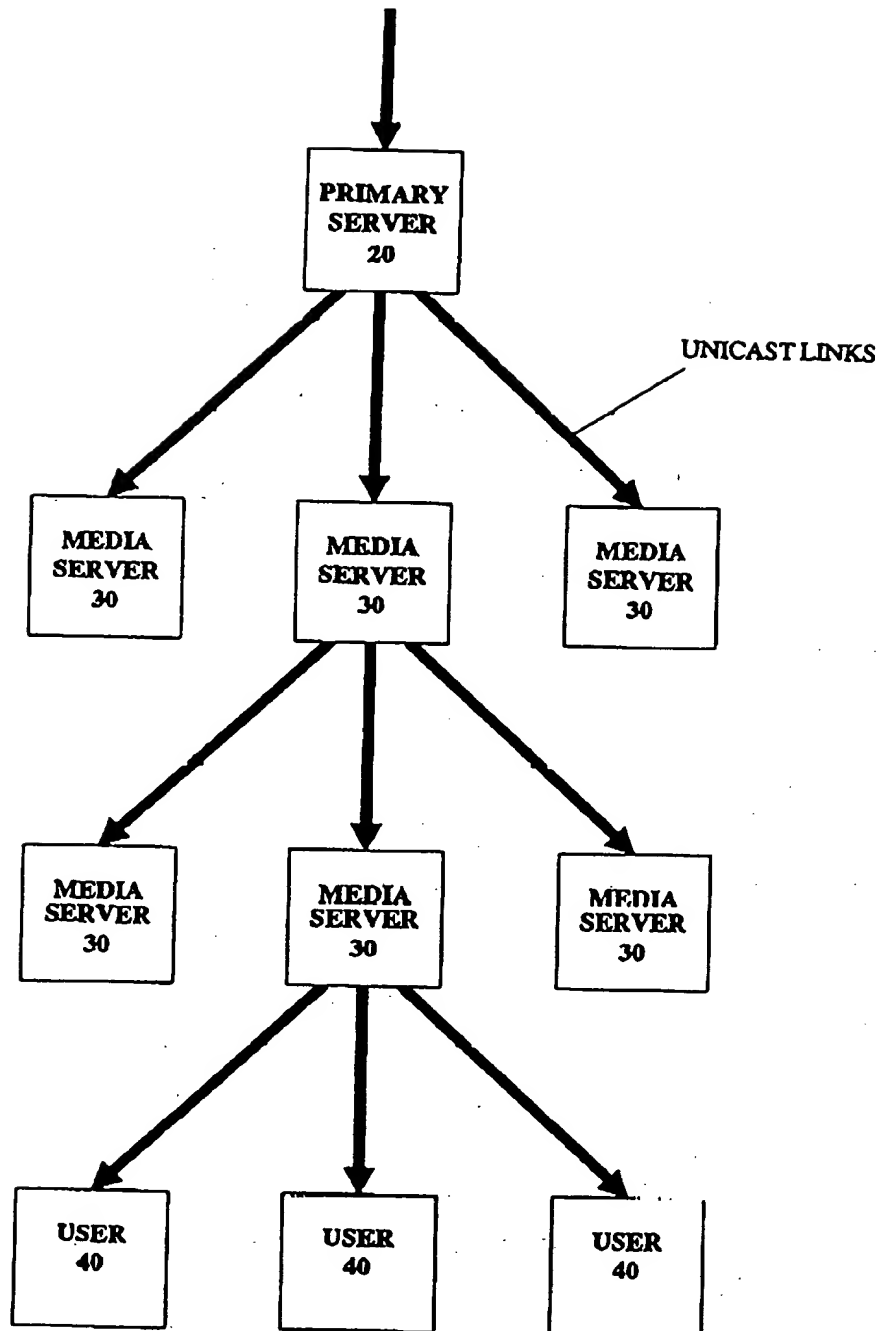 PRIMARY
SERVER
20
UNICAST LINKS
MEDIA
SERVER
30
MEDIA
SERVER
30
MEDIA
SERVER
30
MEDIA
SERVER
30
MEDIA
SERVER
30
MEDIA
SERVER
30
USER
40
USER
40
USER
40